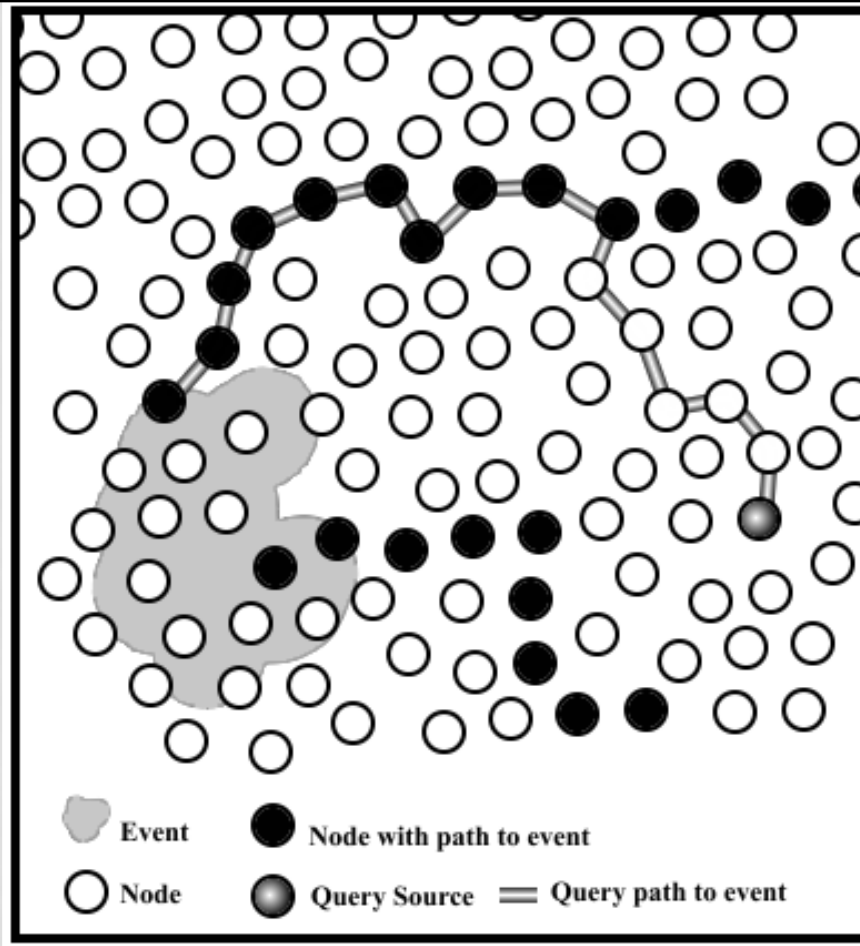 Event
Node with path to event
Node
Query Source
Query path to event